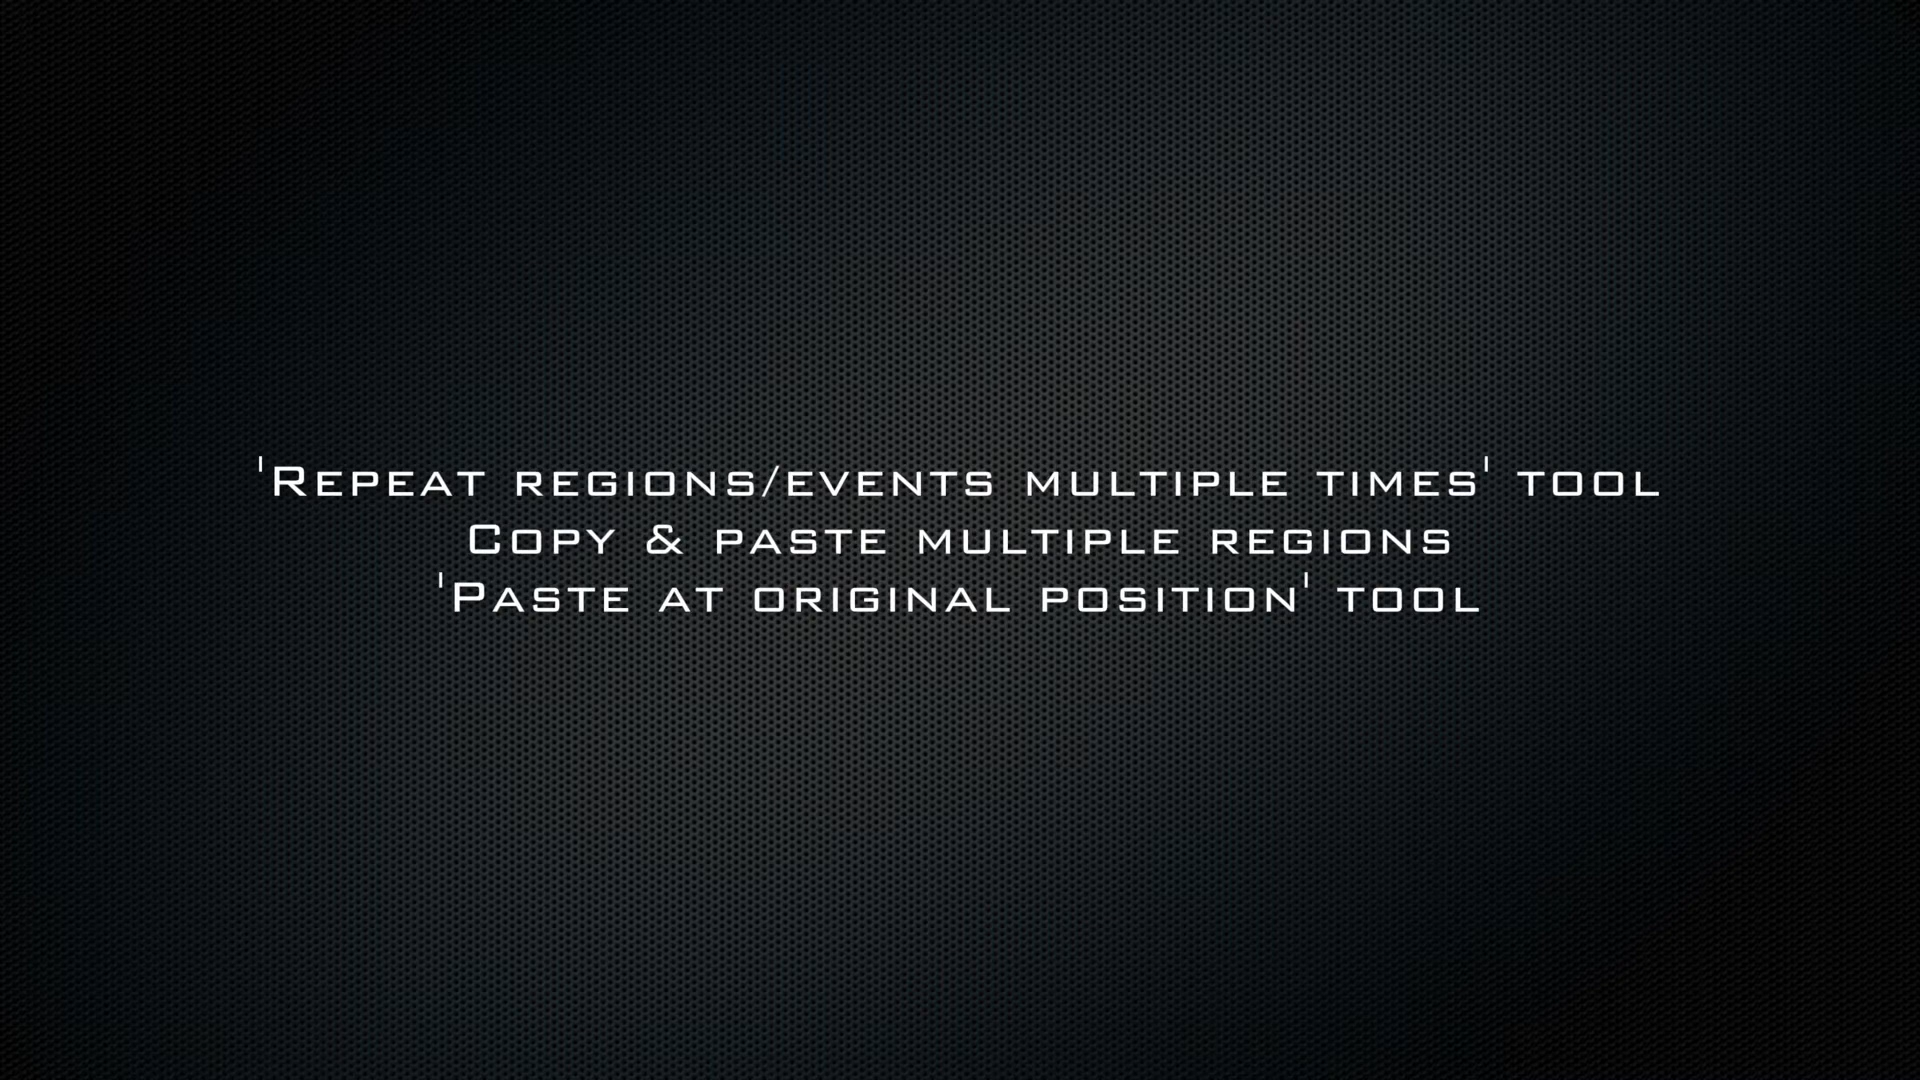 'Repeat regions/events multiple times' tool
Copy & paste multiple regions
'Paste at original position' tool